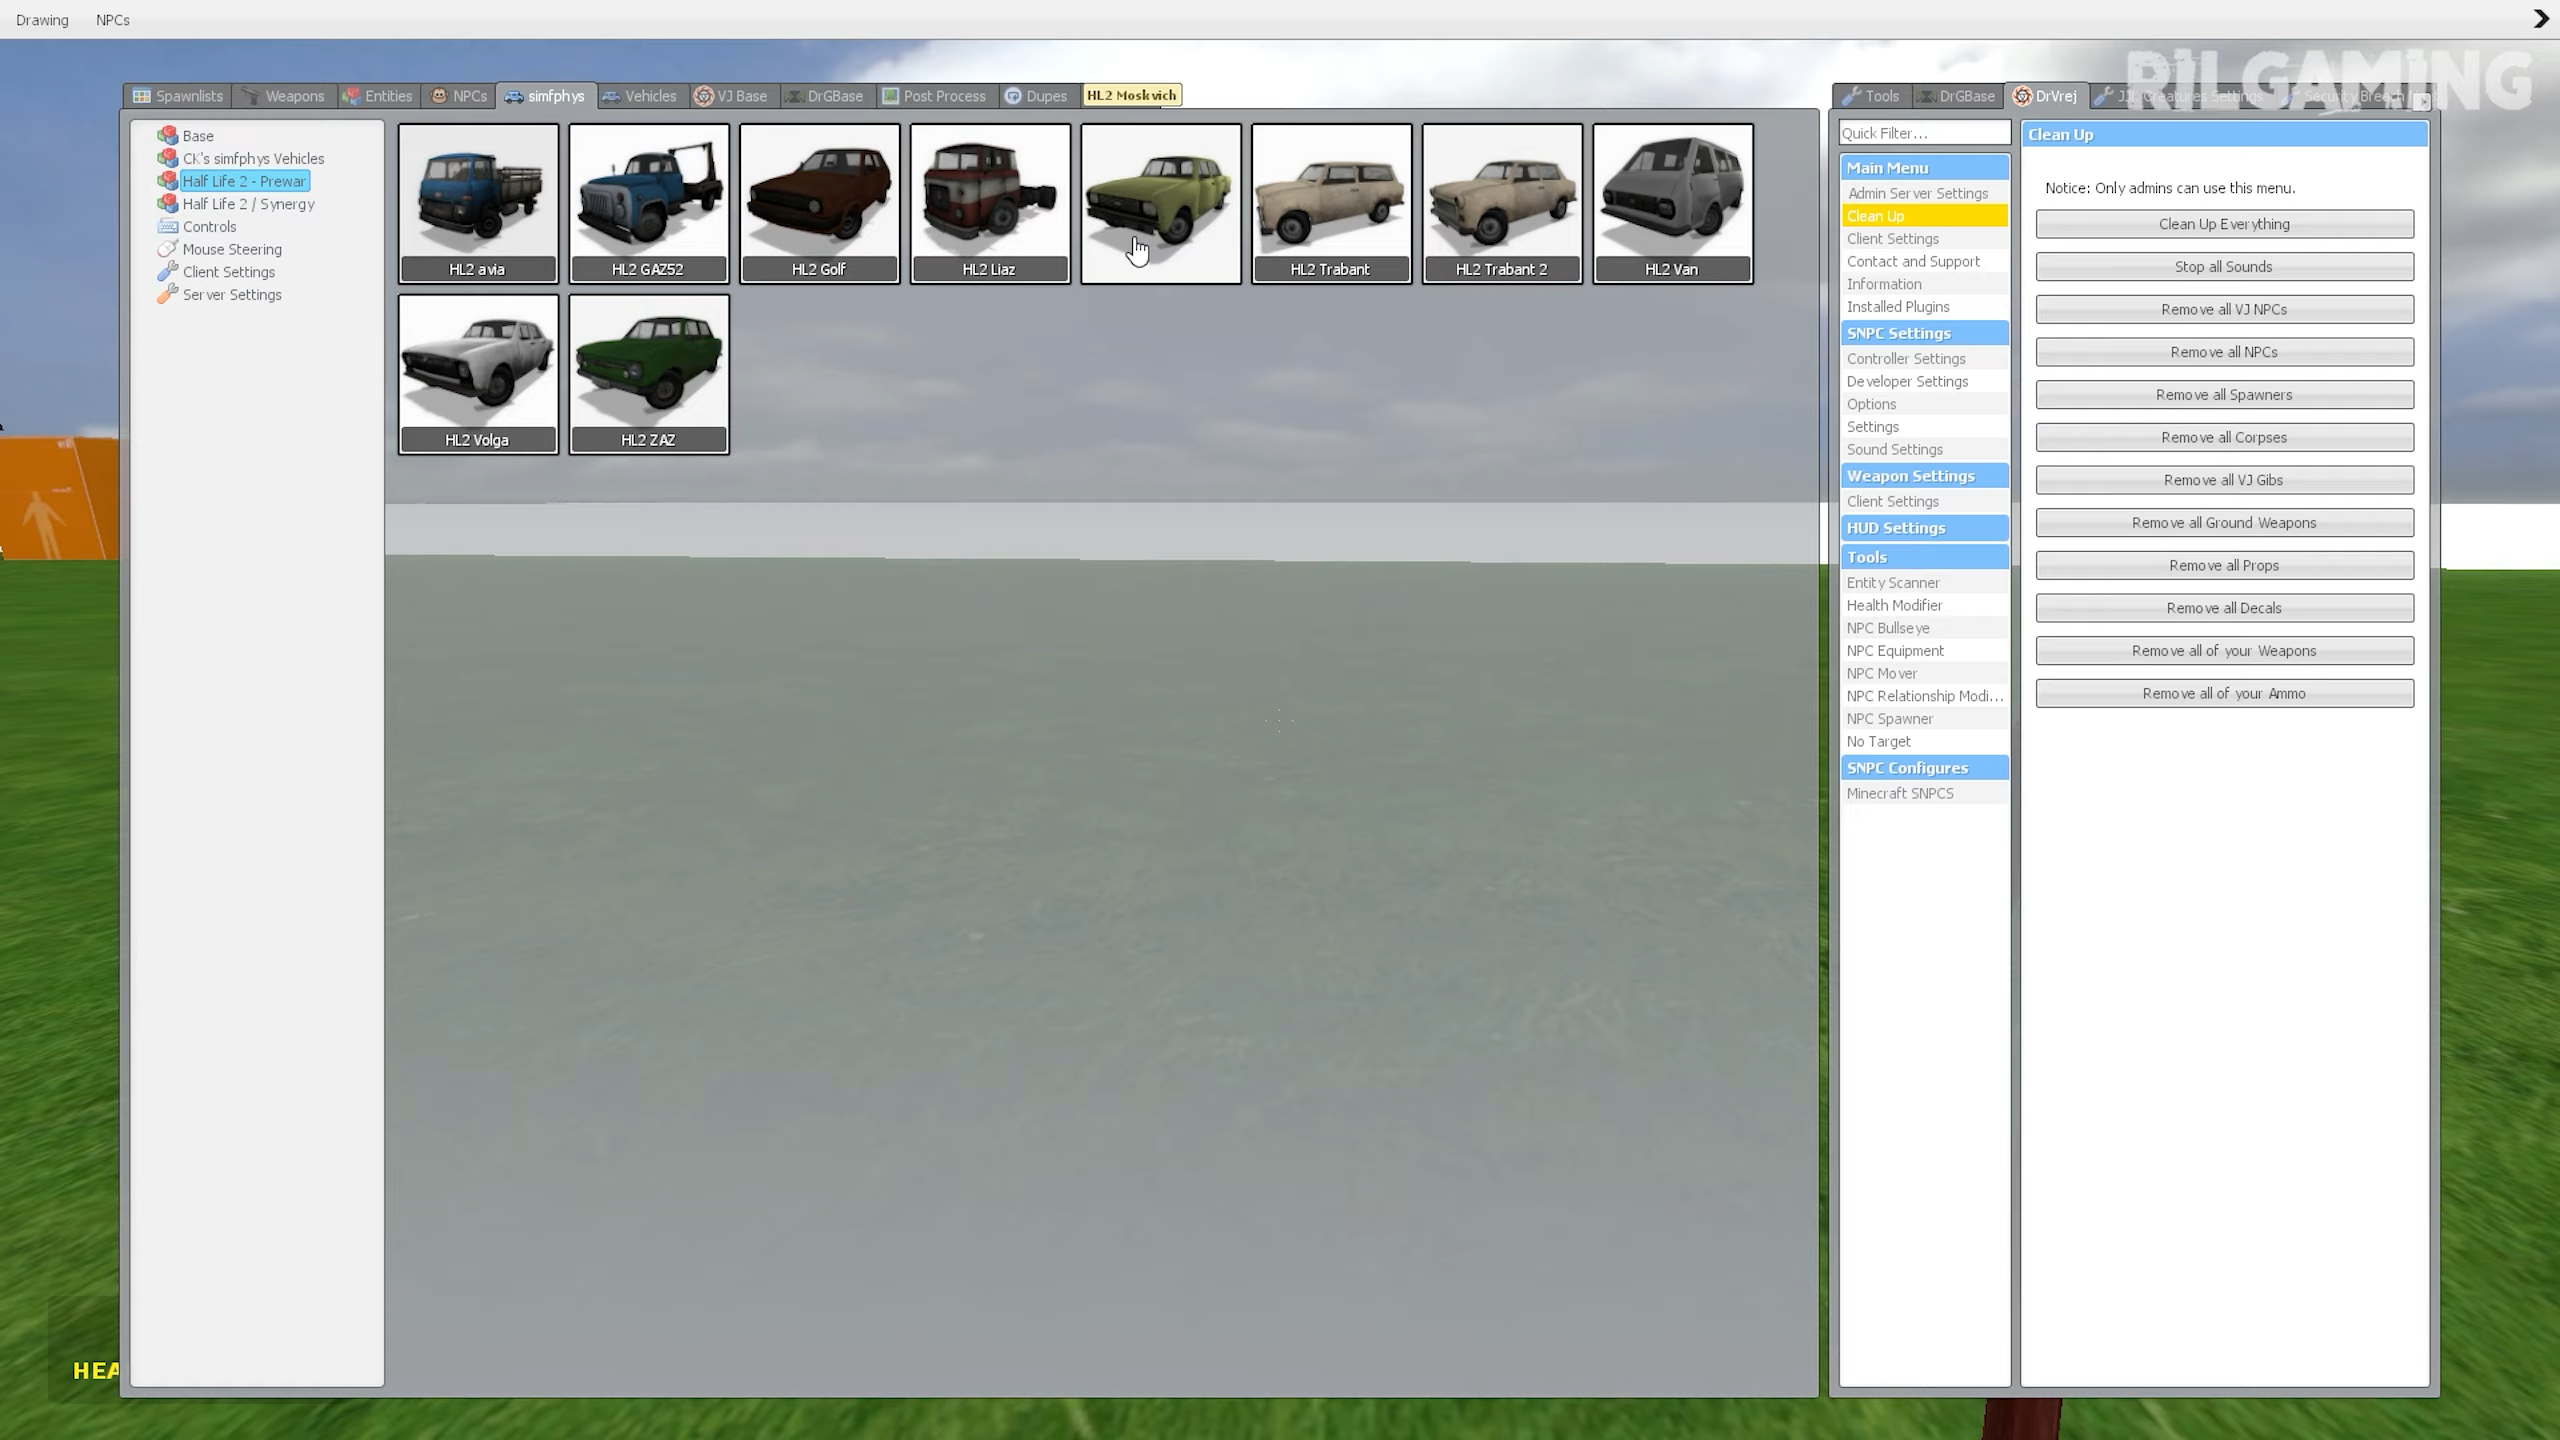 Drawing NPCs
RiL GAMING
Spawnlists Weapons Entities NPCs simfphys Vehicles VJ Base DrGBase Post Process Dupes HL2 Moskvich
Tools DrGBase DrVrej JJK Creatures Settings Security Breach
Base
CK's simfphys Vehicles
Half Life 2 - Prewar
Half Life 2 / Synergy
Controls
Mouse Steering
Client Settings
Server Settings
HL2 avia HL2 GAZ52 HL2 Golf HL2 Liaz HL2 Trabant HL2 Trabant 2 HL2 Van
HL2 Volga HL2 ZAZ
HEA
Quick Filter...
Main Menu
Admin Server Settings
Clean Up
Client Settings
Contact and Support
Information
Installed Plugins
SNPC Settings
Controller Settings
Developer Settings
Options
Settings
Sound Settings
Weapon Settings
Client Settings
HUD Settings
Tools
Entity Scanner
Health Modifier
NPC Bullseye
NPC Equipment
NPC Mover
NPC Relationship Modi...
NPC Spawner
No Target
SNPC Configures
Minecraft SNPCS
Clean Up
Notice: Only admins can use this menu.
Clean Up Everything
Stop all Sounds
Remove all VJ NPCs
Remove all NPCs
Remove all Spawners
Remove all Corpses
Remove all VJ Gibs
Remove all Ground Weapons
Remove all Props
Remove all Decals
Remove all of your Weapons
Remove all of your Ammo